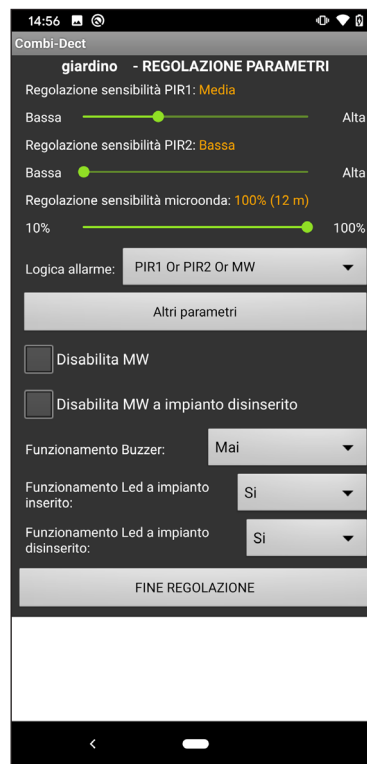 14:56
Combi-Dect
giardino - REGOLAZIONE PARAMETRI
Regolazione sensibilità PIR1: Media
Bassa Alta
Regolazione sensibilità PIR2: Bassa
Bassa Alta
Regolazione sensibilità microonda: 100% (12 m)
10% 100%
Logica allarme: PIR1 Or PIR2 Or MW
Altri parametri
Disabilita MW
Disabilita MW a impianto disinserito
Funzionamento Buzzer: Mai
Funzionamento Led a impianto
inserito: Si
Funzionamento Led a impianto
disinserito: Si
FINE REGOLAZIONE